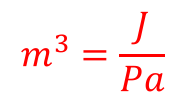 m³ = J/Pa